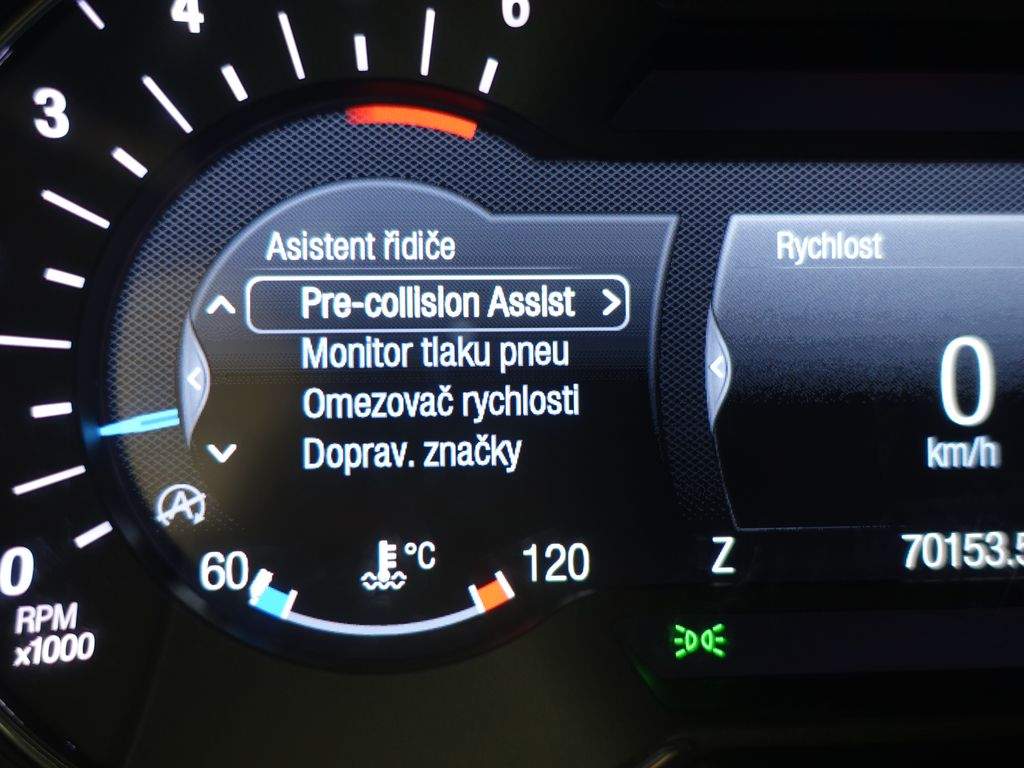 4
6
3
Asistent řidiče
Rychlost
Pre-collision Assist
Monitor tlaku pneu
0
Omezovač rychlosti
km/h
Doprav. značky
A
60
°C
120
Z
70153.5
0
RPM
x1000